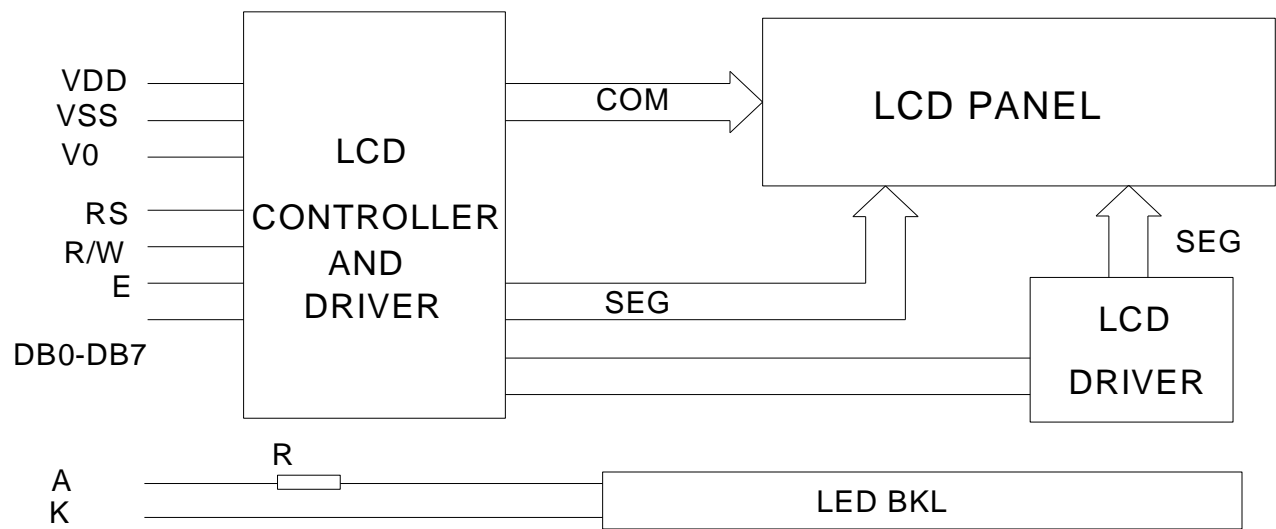 VDD
VSS
V0
RS
R/W
E
DB0-DB7
LCD
CONTROLLER
AND
DRIVER
COM
SEG
LCD PANEL
SEG
LCD
DRIVER
A
K
R
LED BKL